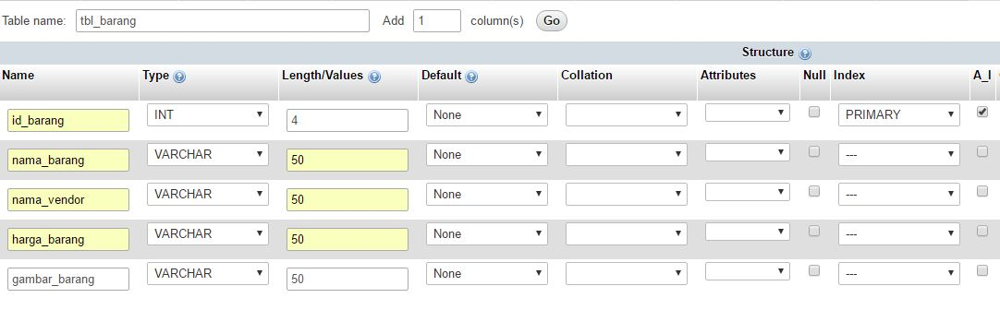 Table name: tbl_barang Add 1 column(s) Go
Structure
Name Type Length/Values Default Collation Attributes Null Index A_I
id_barang INT 4 None PRIMARY
nama_barang VARCHAR 50 None ---
nama_vendor VARCHAR 50 None ---
harga_barang VARCHAR 50 None ---
gambar_barang VARCHAR 50 None ---